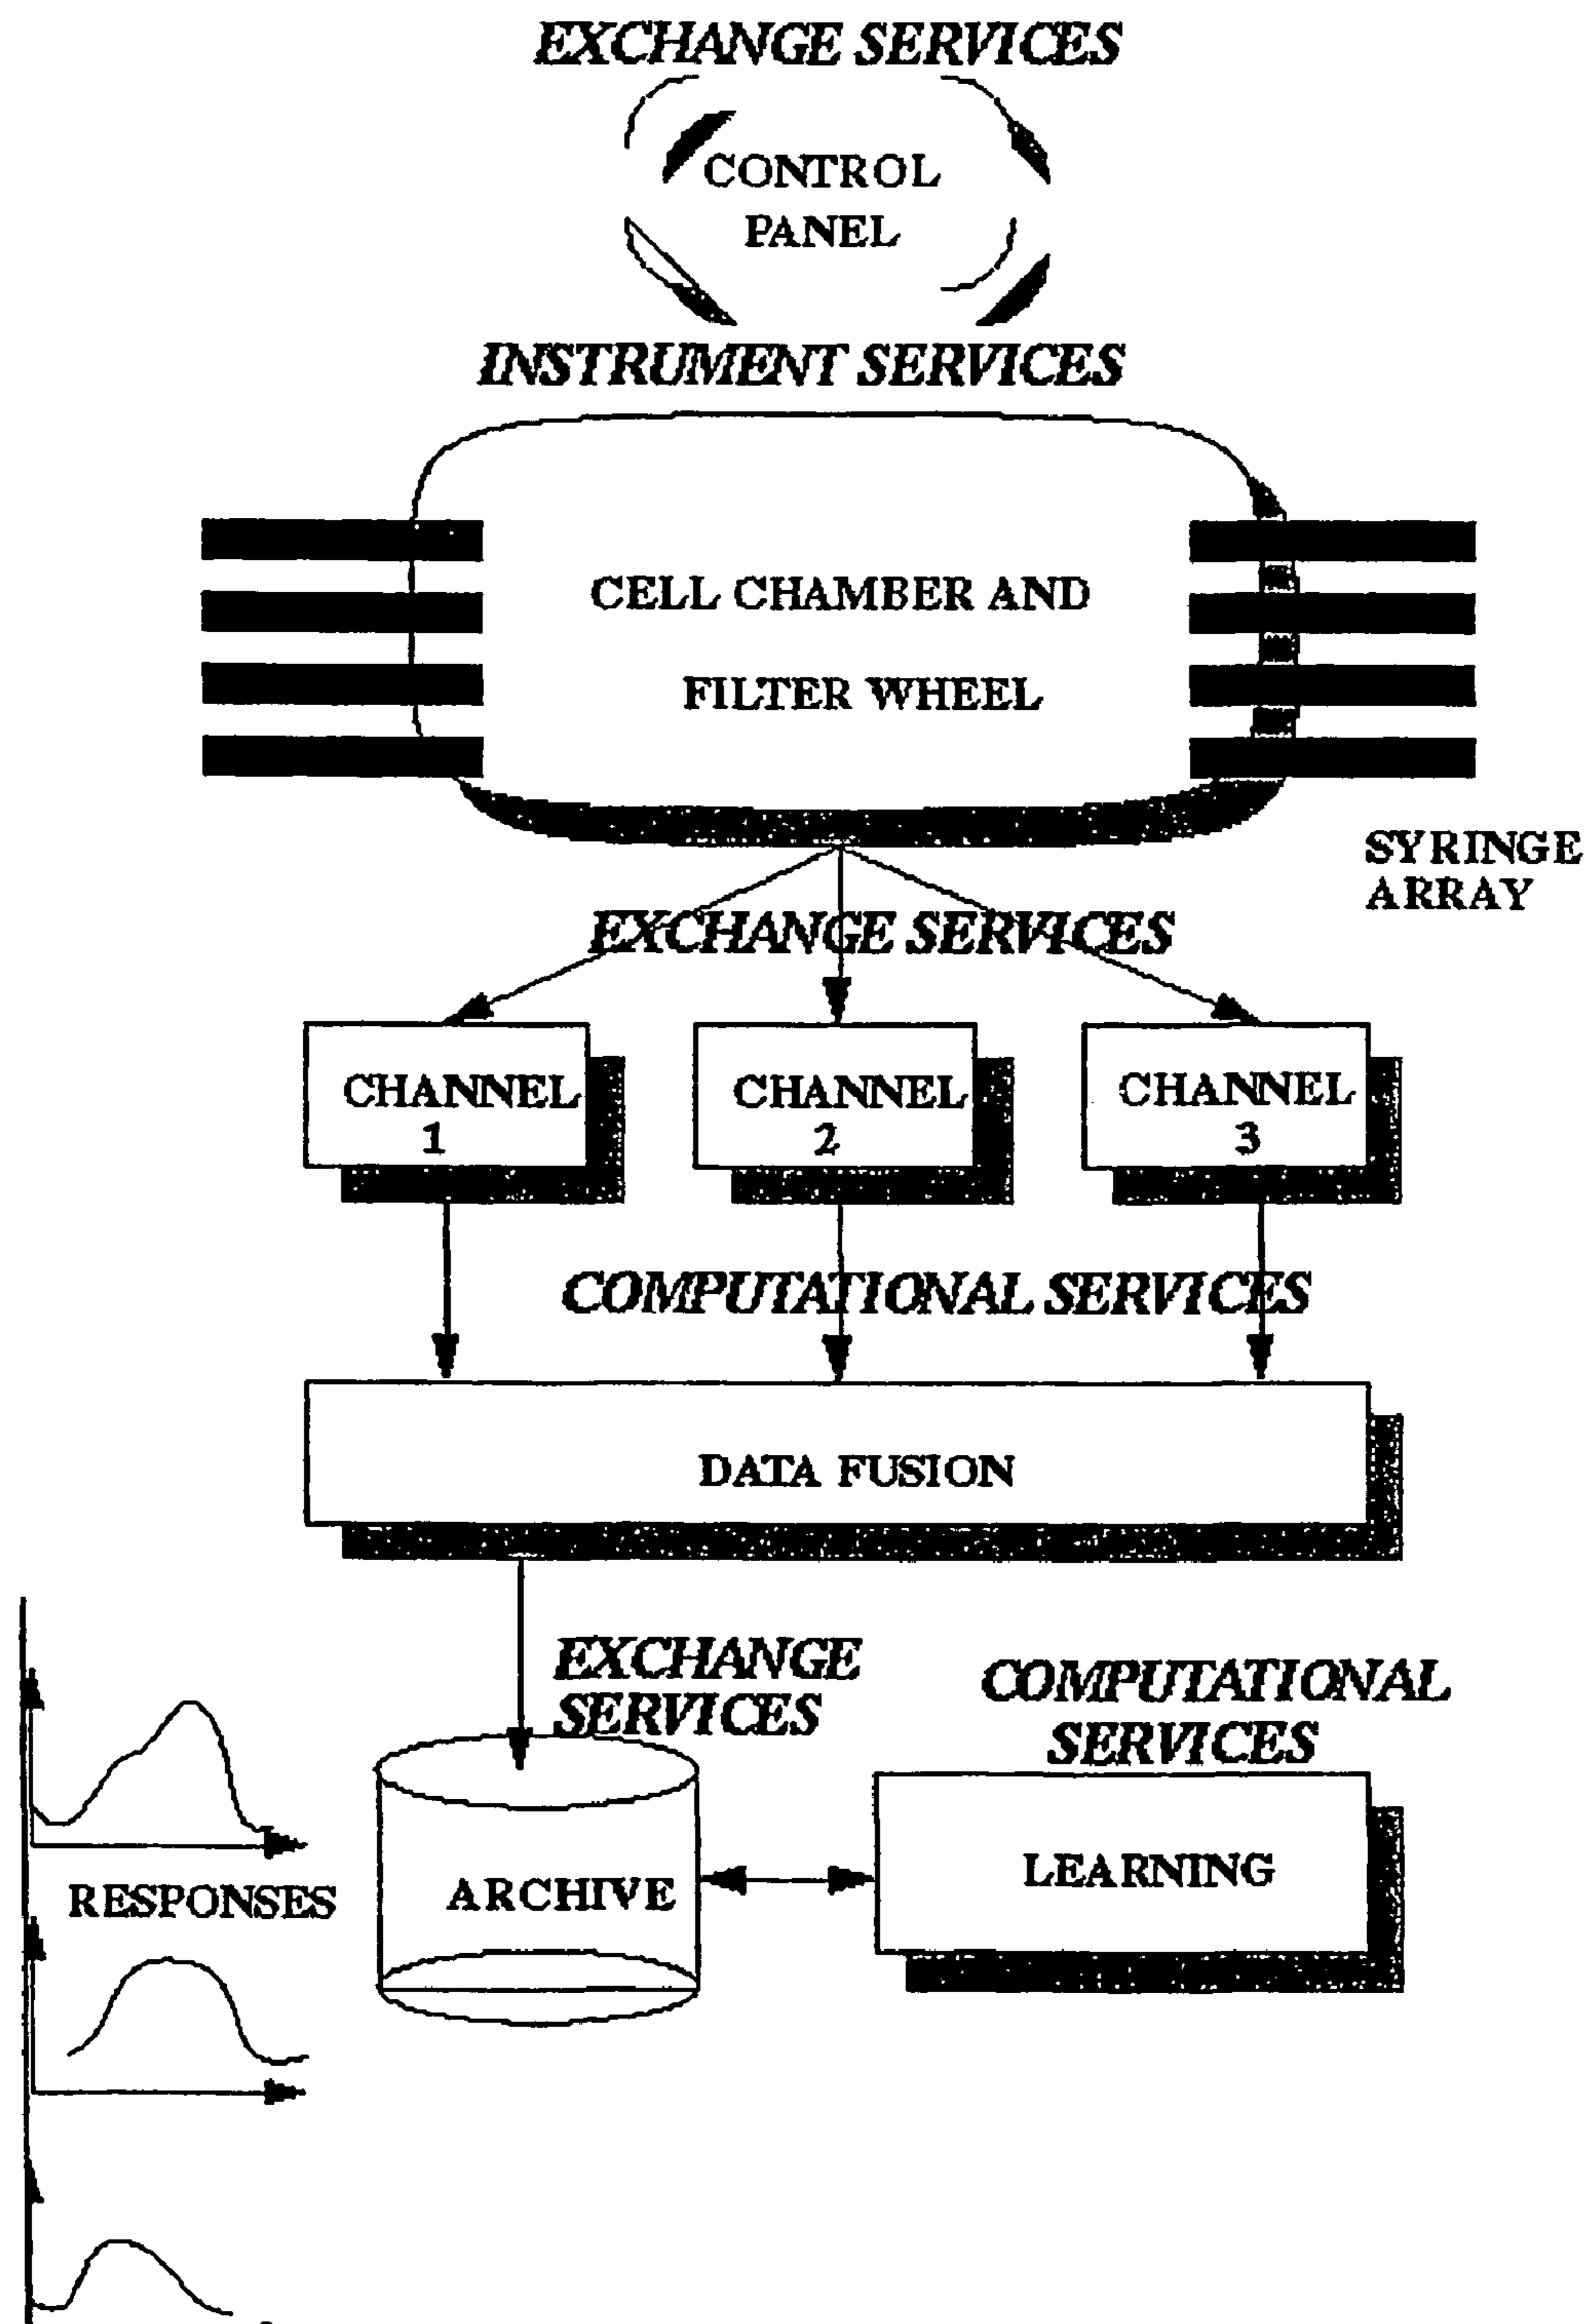 EXCHANGE SERVICES
CONTROL
PANEL
INSTRUMENT SERVICES
CELL CHAMBER AND
FILTER WHEEL
SYRINGE
ARRAY
EXCHANGE SERVICES
CHANNEL
1
CHANNEL
2
CHANNEL
3
COMPUTATIONAL SERVICES
DATA FUSION
EXCHANGE
SERVICES
COMPUTATIONAL
SERVICES
RESPONSES
ARCHIVE
LEARNING